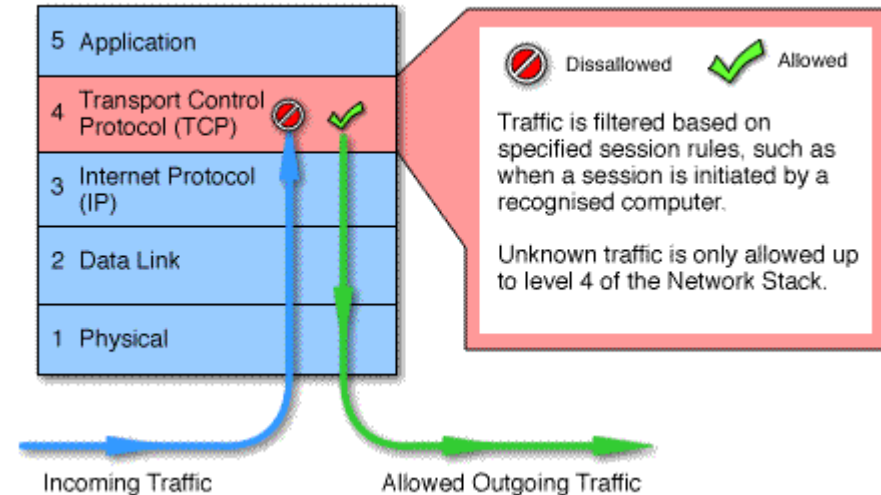 5 Application
4 Transport Control
Protocol (TCP)
3 Internet Protocol
(IP)
2 Data Link
1 Physical
Incoming Traffic
Allowed Outgoing Traffic
Dissallowed
Allowed
Traffic is filtered based on
specified session rules, such as
when a session is initiated by a
recognised computer.
Unknown traffic is only allowed up
to level 4 of the Network Stack.